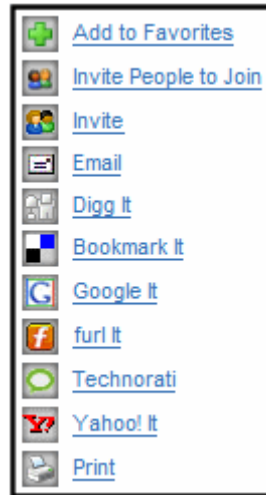 Add to Favorites
Invite People to Join
Invite
Email
Digg It
Bookmark It
G Google It
f furl It
Technorati
Y! Yahoo! It
Print